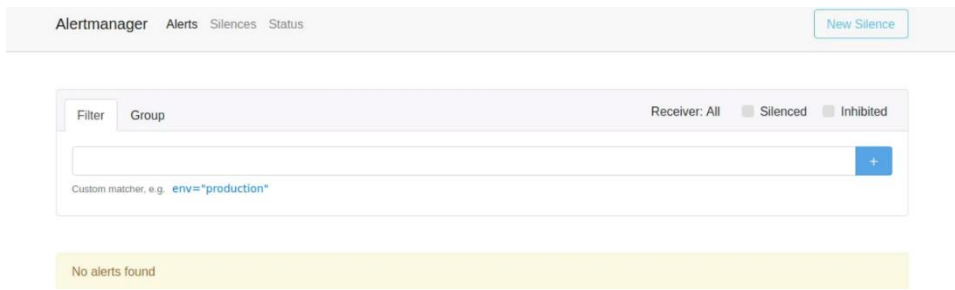 Alertmanager Alerts Silences Status New Silence
Filter Group Receiver: All Silenced Inhibited
+
Custom matcher, e.g. env="production"
No alerts found